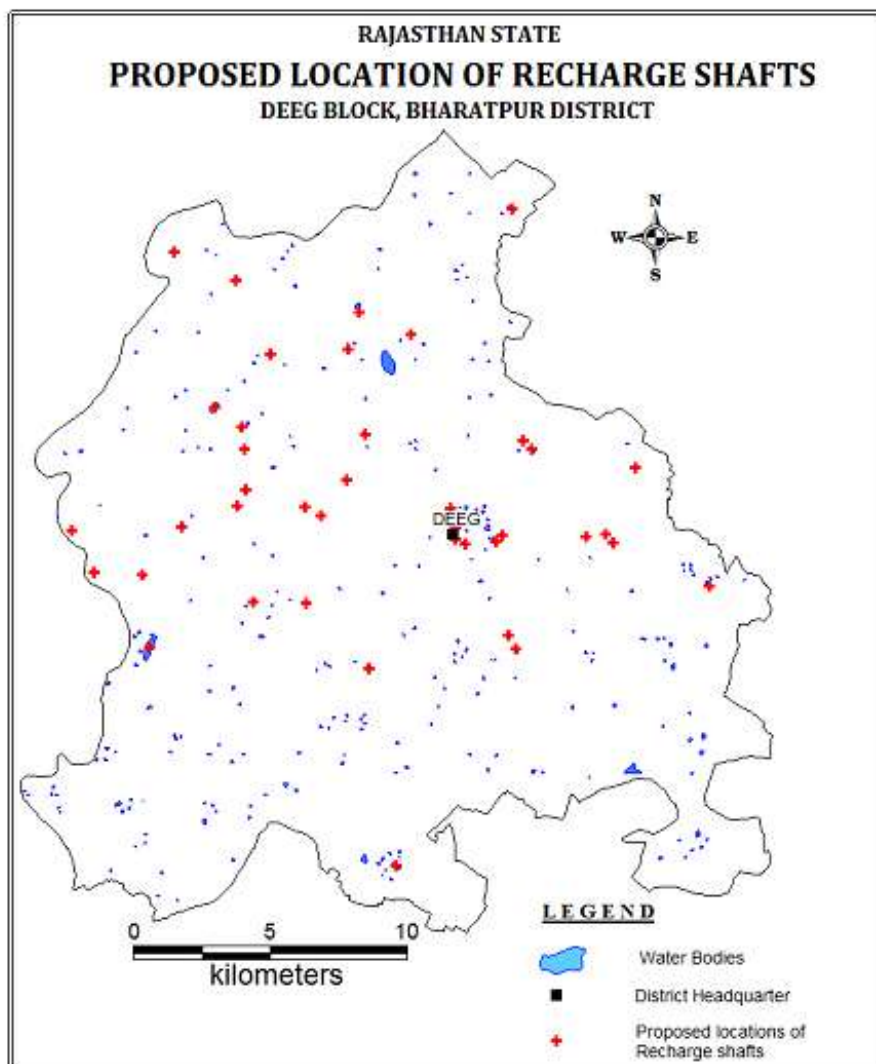 RAJASTHAN STATE
PROPOSED LOCATION OF RECHARGE SHAFTS
DEEG BLOCK, BHARATPUR DISTRICT
N
W E
S
DEEG
0 5 10
kilometers
LEGEND
Water Bodies
District Headquarter
Proposed locations of
Recharge shafts